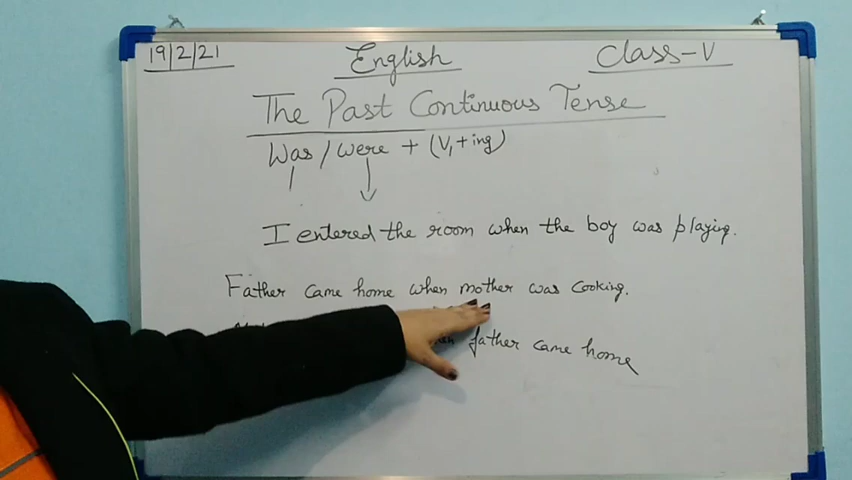 19/2/21 English Class-V
The Past Continuous Tense
Was / were + (V1 + ing)
I entered the room when the boy was playing.
Father came home when mother was cooking.
father came home